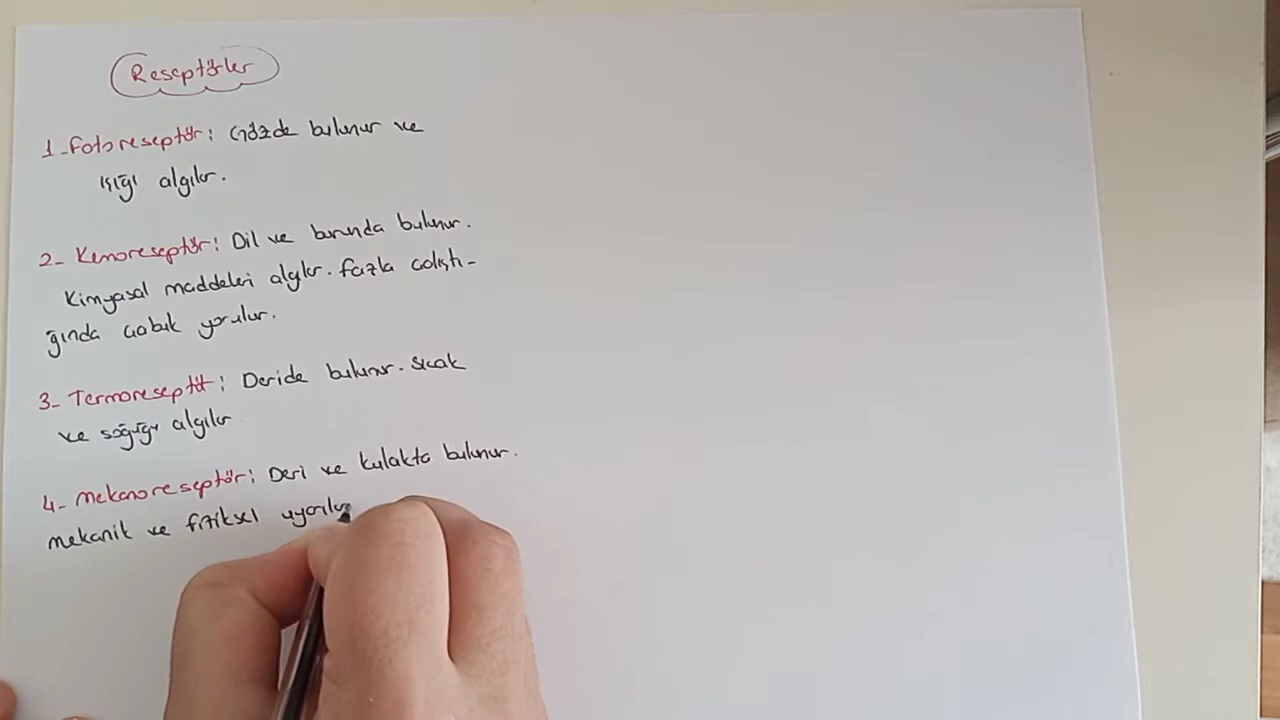 Reseptörler
1-Fotoreseptör: Gözde bulunur ve
ışığı algılar.
2- Kemoreseptör: Dil ve burunda bulunur.
Kimyasal maddeleri algılar. Fazla çalıştı-
ğında çabuk yorulur.
3- Termoreseptör: Deride bulunur. Sıcak
ve soğuğu algılar
4- Mekanoreseptör: Deri ve kulakta bulunur.
mekanik ve fiziksel